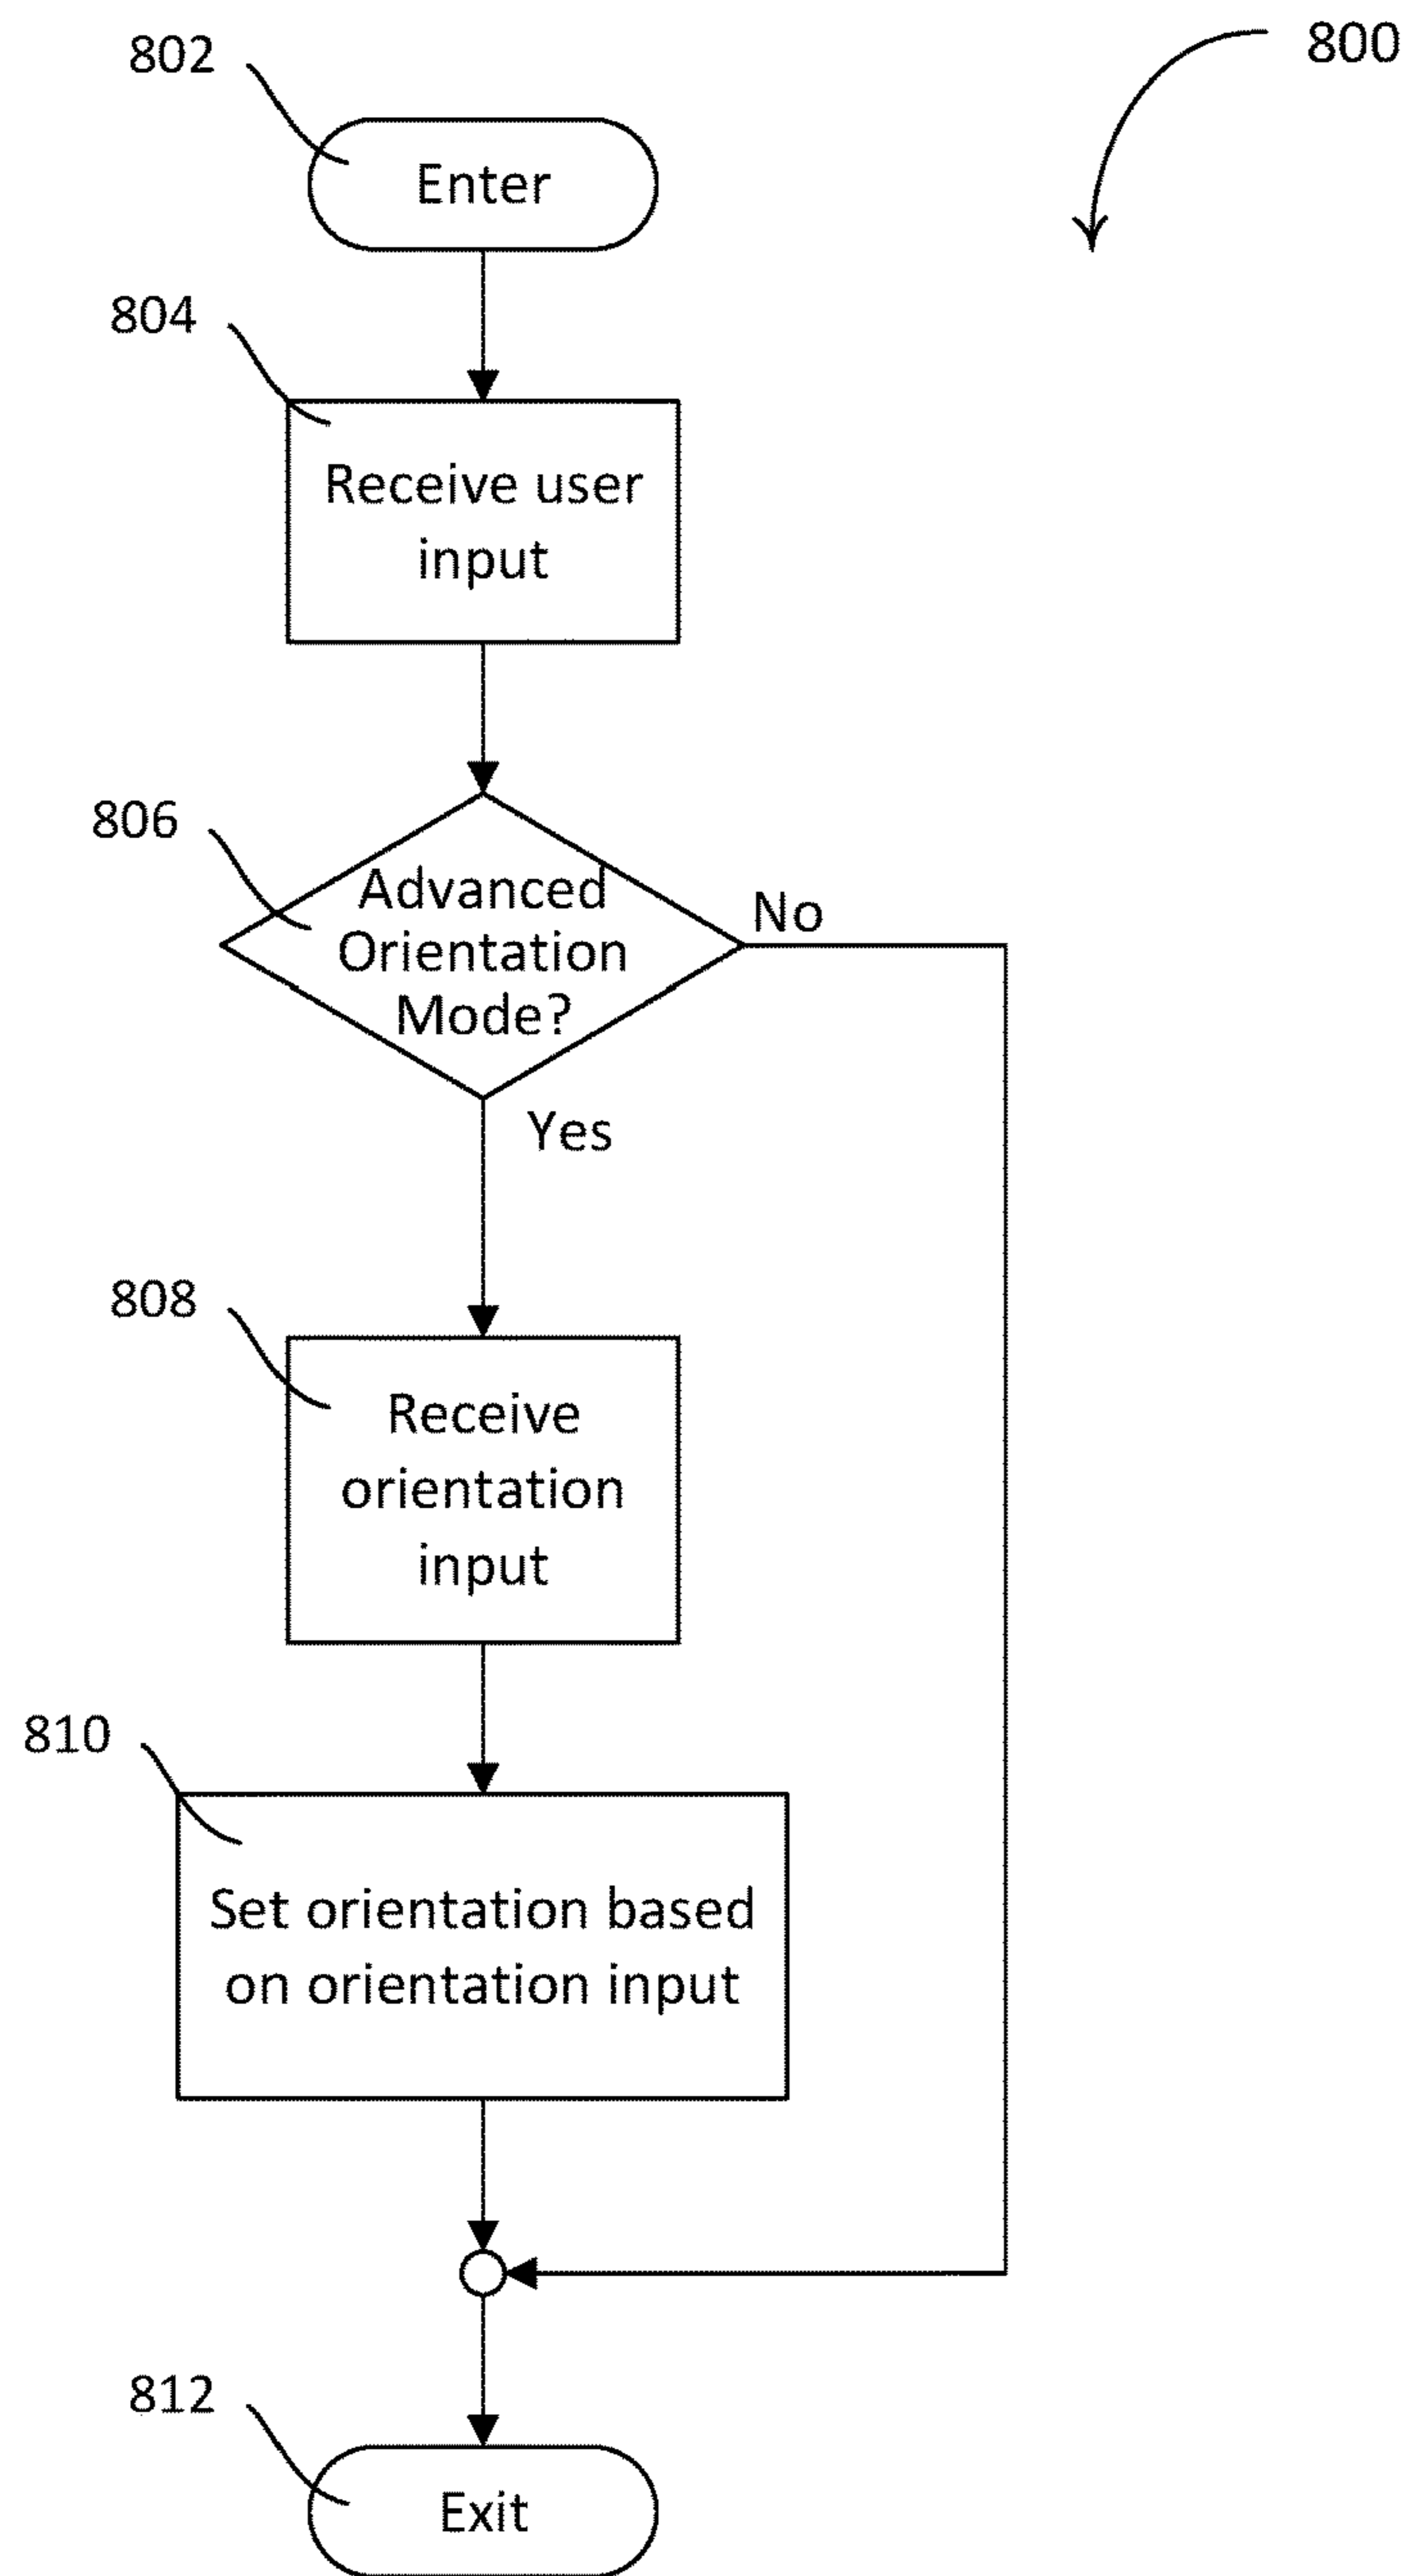 802
800
Enter
804
Receive user
input
806
Advanced
Orientation
Mode?
No
Yes
808
Receive
orientation
input
810
Set orientation based
on orientation input
812
Exit